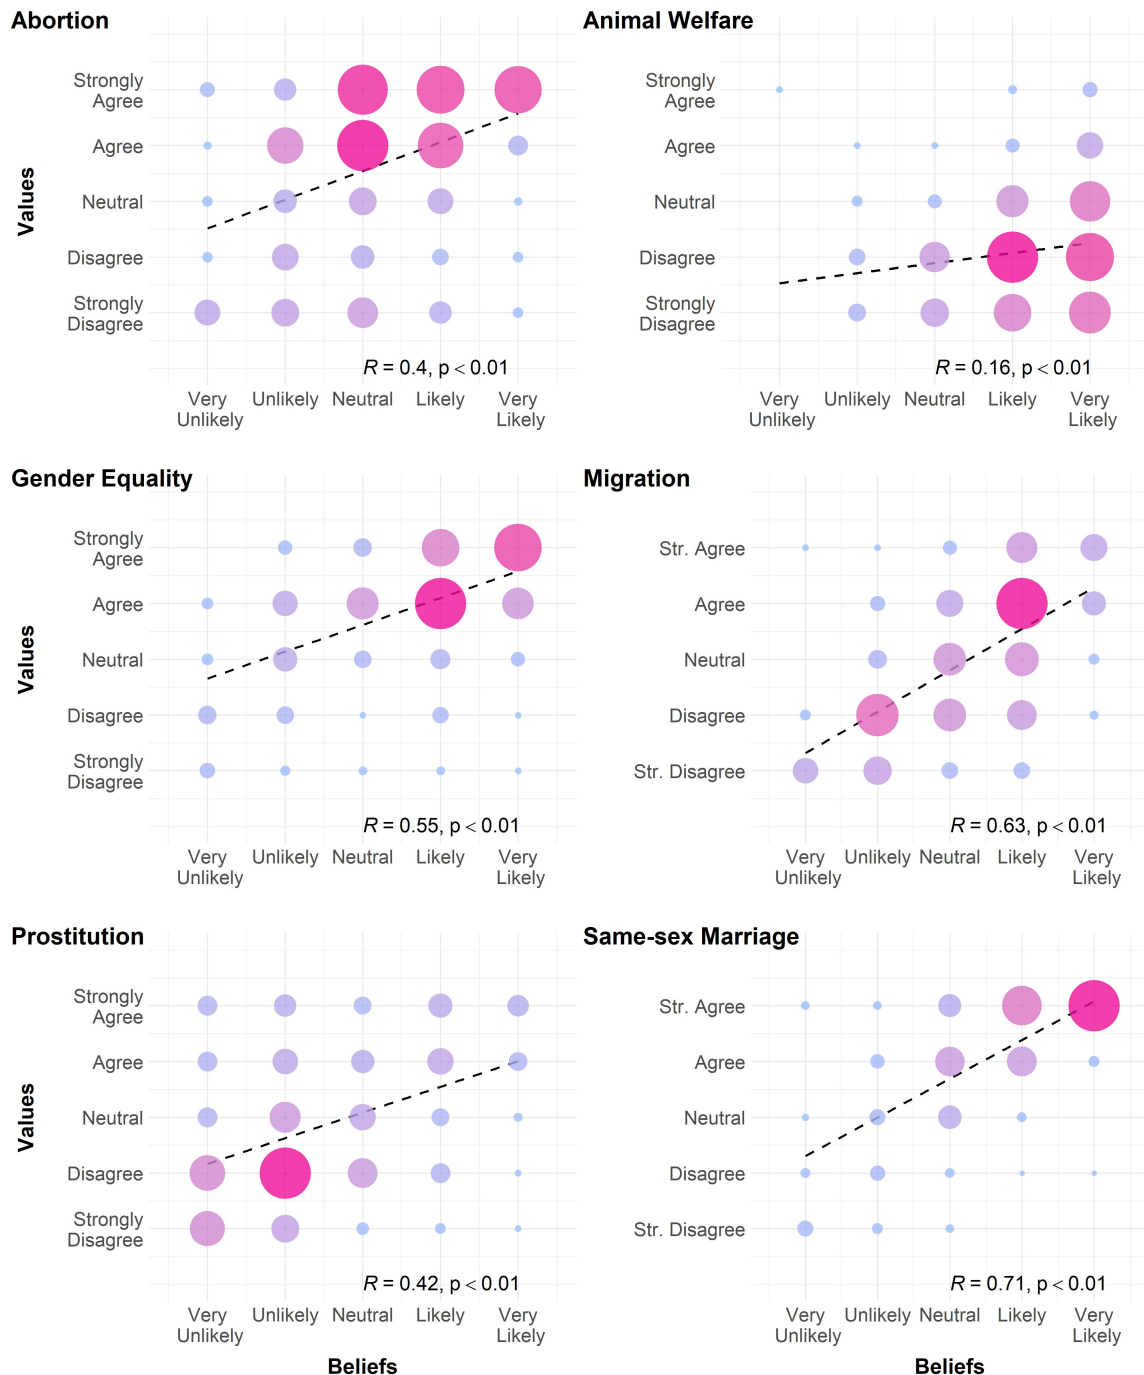 Abortion
Values
Strongly
Agree
Agree
Neutral
Disagree
Strongly
Disagree
R = 0.4, p < 0.01
Very
Unlikely
Unlikely
Neutral
Likely
Very
Likely
Animal Welfare
Strongly
Agree
Agree
Neutral
Disagree
Strongly
Disagree
R = 0.16, p < 0.01
Very
Unlikely
Unlikely
Neutral
Likely
Very
Likely
Gender Equality
Values
Strongly
Agree
Agree
Neutral
Disagree
Strongly
Disagree
R = 0.55, p < 0.01
Very
Unlikely
Unlikely
Neutral
Likely
Very
Likely
Migration
Str. Agree
Agree
Neutral
Disagree
Str. Disagree
R = 0.63, p < 0.01
Very
Unlikely
Unlikely
Neutral
Likely
Very
Likely
Prostitution
Values
Strongly
Agree
Agree
Neutral
Disagree
Strongly
Disagree
R = 0.42, p < 0.01
Very
Unlikely
Unlikely
Neutral
Likely
Very
Likely
Beliefs
Same-sex Marriage
Str. Agree
Agree
Neutral
Disagree
Str. Disagree
R = 0.71, p < 0.01
Very
Unlikely
Unlikely
Neutral
Likely
Very
Likely
Beliefs